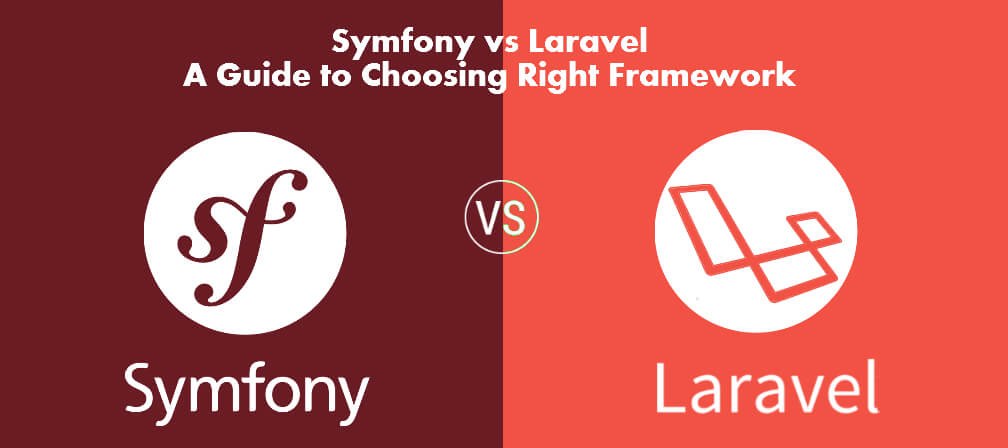 Symfony vs Laravel
A Guide to Choosing Right Framework
sf
VS
Symfony
Laravel